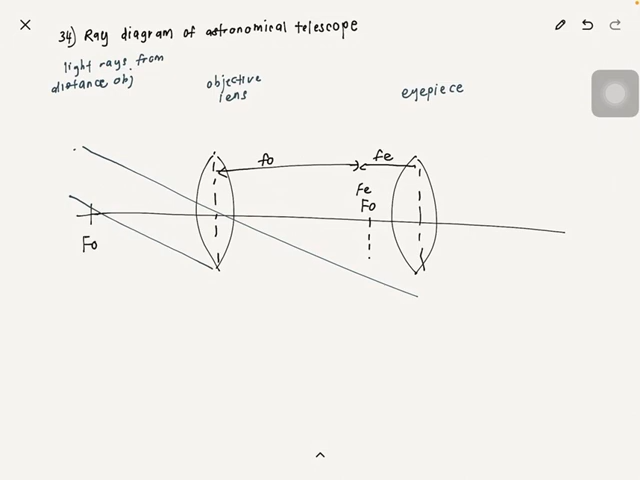 34) Ray diagram of astronomical telescope
light rays from
distance obj
objective
lens
eyepiece
fo
fe
Fe
Fo
Fo